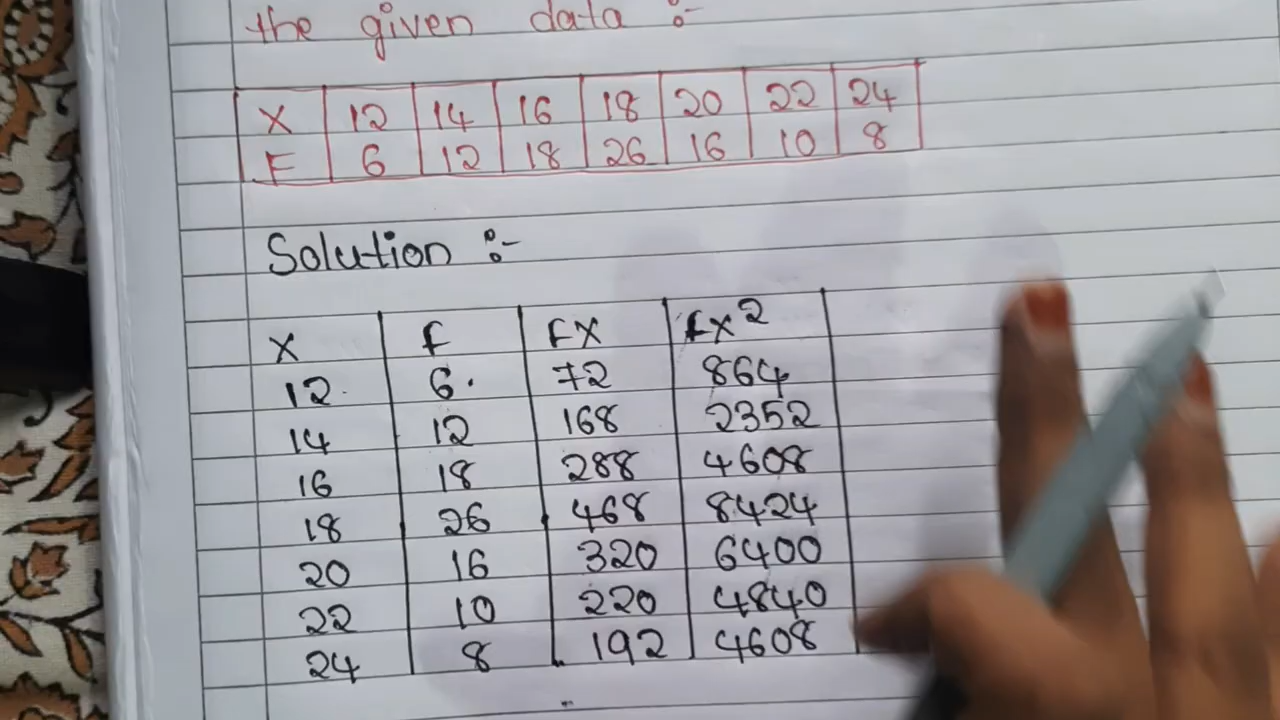 the given data :-
X 12 14 16 18 20 22 24
F 6 12 18 26 16 10 8
Solution :-
X F FX FX²
12 6 72 864
14 12 168 2352
16 18 288 4608
18 26 468 8424
20 16 320 6400
22 10 220 4840
24 8 192 4608